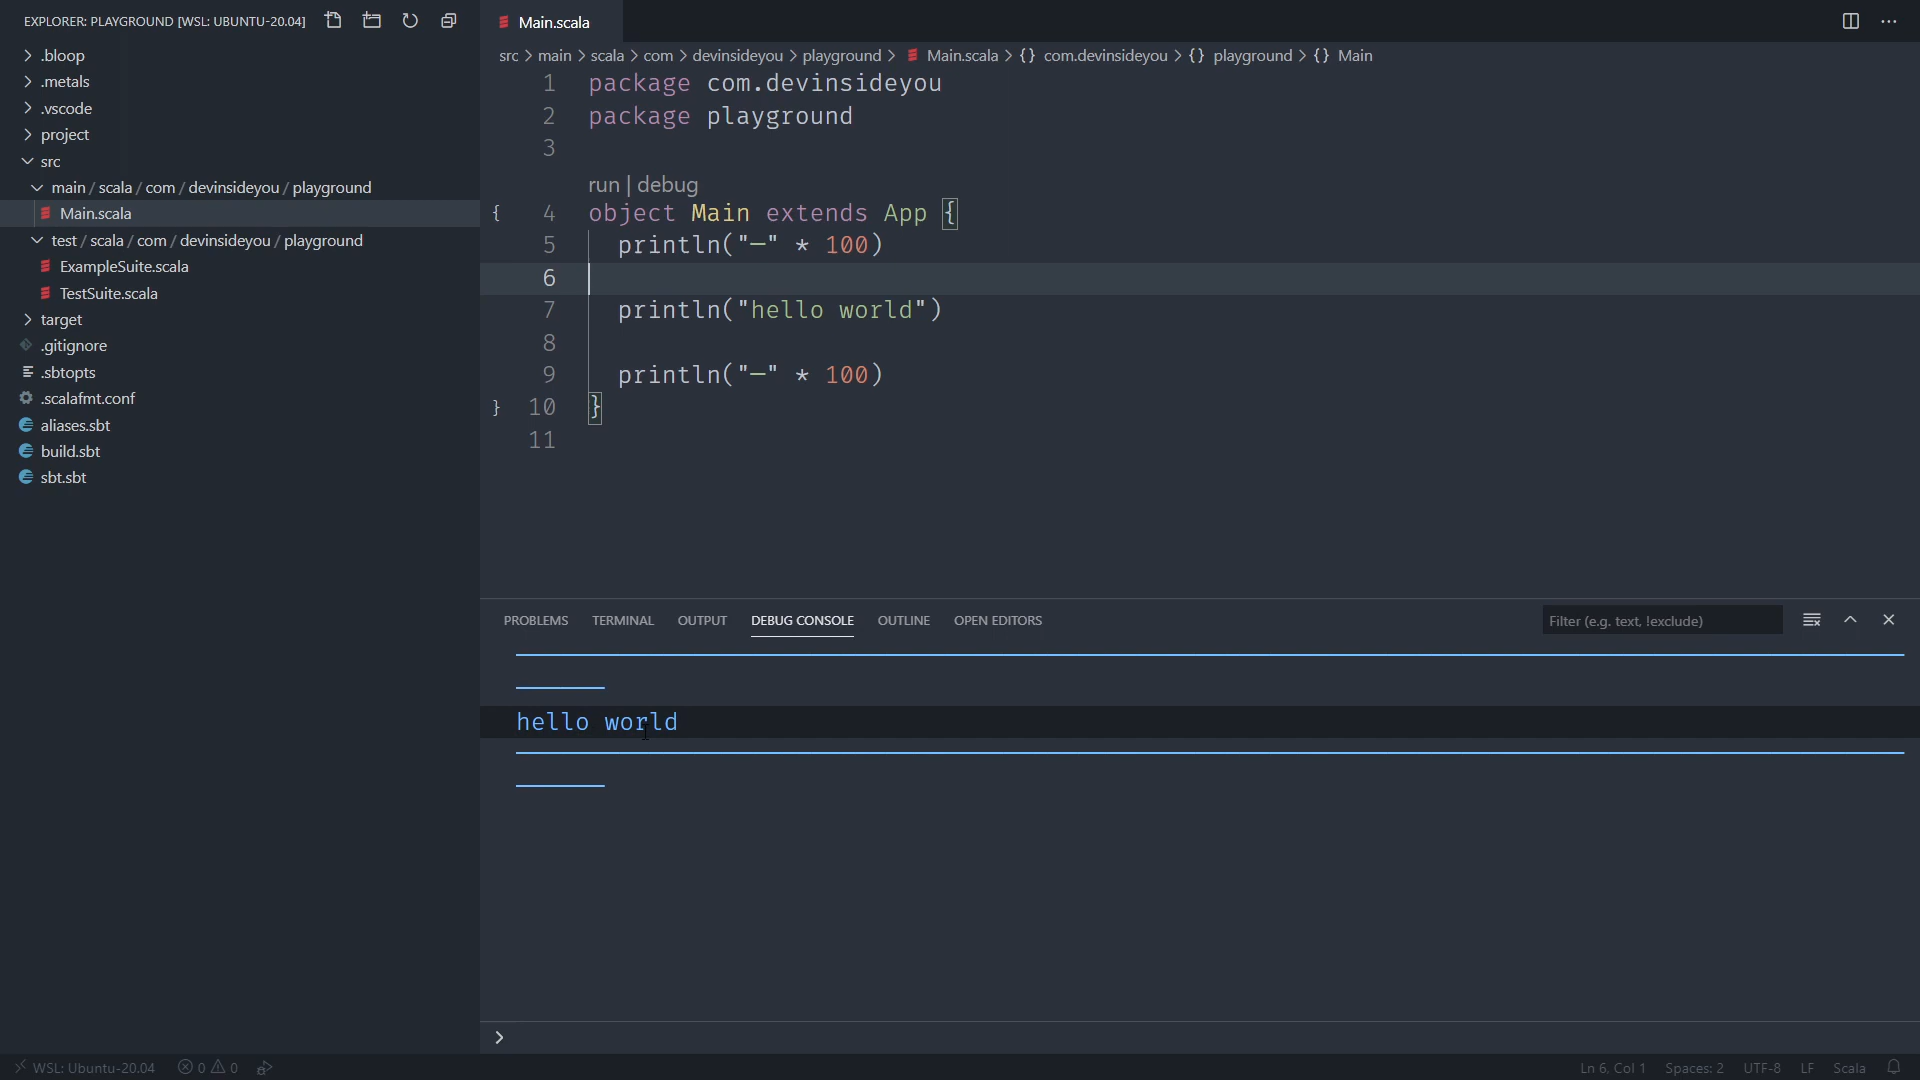 EXPLORER: PLAYGROUND [WSL: UBUNTU-20.04]
.bloop
.metals
.vscode
project
src
main / scala / com / devinsideyou / playground
Main.scala
test / scala / com / devinsideyou / playground
ExampleSuite.scala
TestSuite.scala
target
.gitignore
.sbtopts
.scalafmt.conf
aliases.sbt
build.sbt
sbt.sbt
Main.scala
src > main > scala > com > devinsideyou > playground > Main.scala > {} com.devinsideyou > {} playground > {} Main
1 package com.devinsideyou
2 package playground
3
run | debug
{ 4 object Main extends App {
5 println("─" * 100)
6
7 println("hello world")
8
9 println("─" * 100)
} 10 }
11
PROBLEMS TERMINAL OUTPUT DEBUG CONSOLE OUTLINE OPEN EDITORS Filter (e.g. text, !exclude)
hello world
WSL: Ubuntu-20.04 0 0 Ln 6, Col 1 Spaces: 2 UTF-8 LF Scala